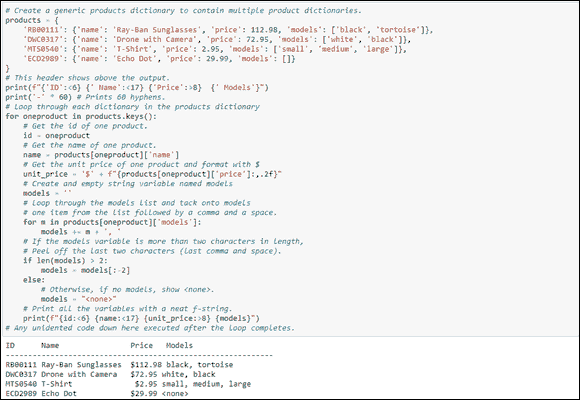 # Create a generic products dictionary to contain multiple product dictionaries.
products = {
    'RB00111': {'name': 'Ray-Ban Sunglasses', 'price': 112.98, 'models': ['black', 'tortoise']},
    'DWC0317': {'name': 'Drone with Camera', 'price': 72.95, 'models': ['white', 'black']},
    'MTS0540': {'name': 'T-Shirt', 'price': 2.95, 'models': ['small', 'medium', 'large']},
    'ECD2989': {'name': 'Echo Dot', 'price': 29.99, 'models': []}
}
# This header shows above the output.
print(f"{'ID':<6} {' Name':<17} {'Price':>8}  {' Models'}")
print('-' * 60) # Prints 60 hyphens.
# Loop through each dictionary in the products dictionary
for oneproduct in products.keys():
    # Get the id of one product.
    id = oneproduct
    # Get the name of one product.
    name = products[oneproduct]['name']
    # Get the unit price of one product and format with $
    unit_price = '$' + f"{products[oneproduct]['price']:,.2f}"
    # Create and empty string variable named models
    models = ''
    # Loop through the models list and tack onto models
    # one item from the list followed by a comma and a space.
    for m in products[oneproduct]['models']:
        models += m + ', '
    # If the models variable is more than two characters in length,
    # Peel off the last two characters (last comma and space).
    if len(models) > 2:
        models = models[:-2]
    else:
        # Otherwise, if no models, show <none>.
        models = "<none>"
    # Print all the variables with a neat f-string.
    print(f"{id:<6} {name:<17} {unit_price:>8} {models}")
# Any unidented code down here executed after the loop completes.
ID      Name               Price   Models
------------------------------------------------------------
RB00111 Ray-Ban Sunglasses  $112.98 black, tortoise
DWC0317 Drone with Camera   $72.95 white, black
MTS0540 T-Shirt              $2.95 small, medium, large
ECD2989 Echo Dot            $29.99 <none>